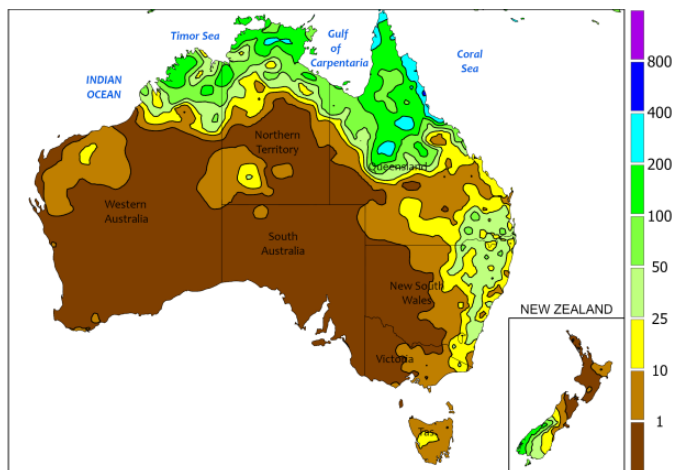 Timor Sea
Gulf
of
Carpentaria
Coral
Sea
INDIAN
OCEAN
Northern
Territory
Queensland
Western
Australia
South
Australia
New South
Wales
Victoria
Tas
NEW ZEALAND
800
400
200
100
50
25
10
1